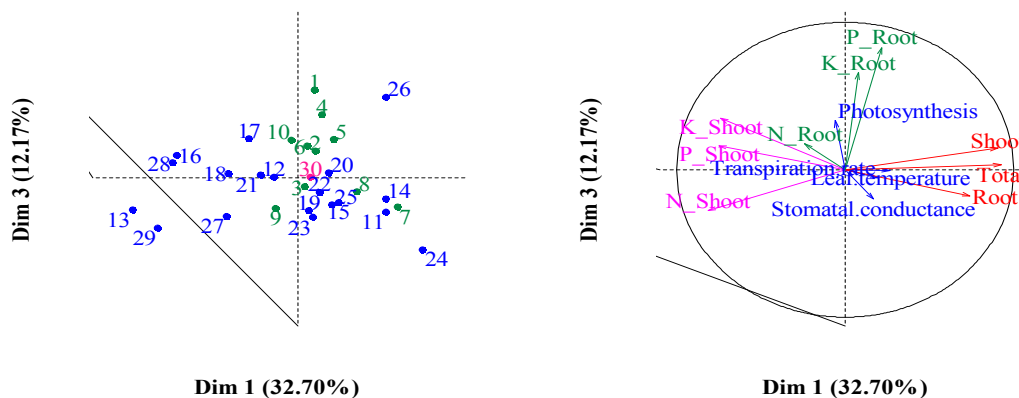 Dim 3 (12.17%)
1
26
4
17
10
6
2
5
28
16
18
21
12
30
20
3
22
8
14
13
29
27
9
19
23
25
15
11
7
24
Dim 1 (32.70%)
Dim 3 (12.17%)
P_Root
K_Root
Photosynthesis
K_Shoot
N_Root
P_Shoot
Shoo
Transpiration.rate
Leaf.temperature
Tota
N_Shoot
Root
Stomatal.conductance
Dim 1 (32.70%)